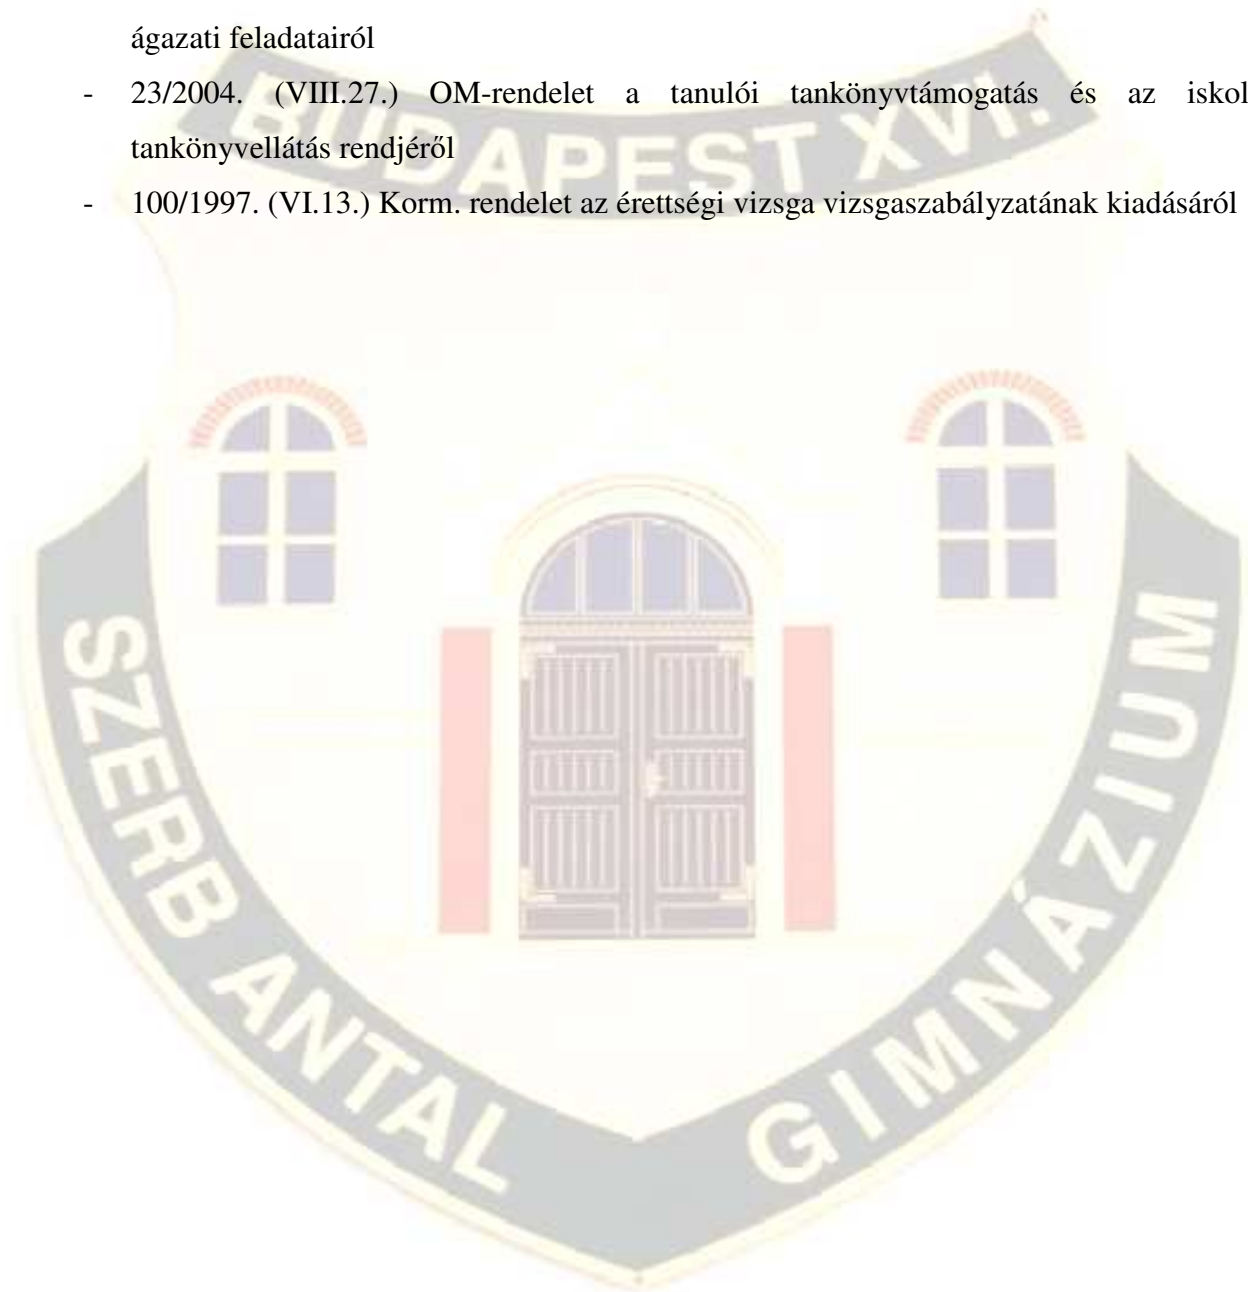 ágazati feladatairól
- 23/2004. (VIII.27.) OM-rendelet a tanulói tankönyvtámogatás és az iskol
tankönyvellátás rendjéről
- 100/1997. (VI.13.) Korm. rendelet az érettségi vizsga vizsgaszabályzatának kiadásáról
BUDAPEST XVI.
SZERB ANTAL
GIMNÁZIUM